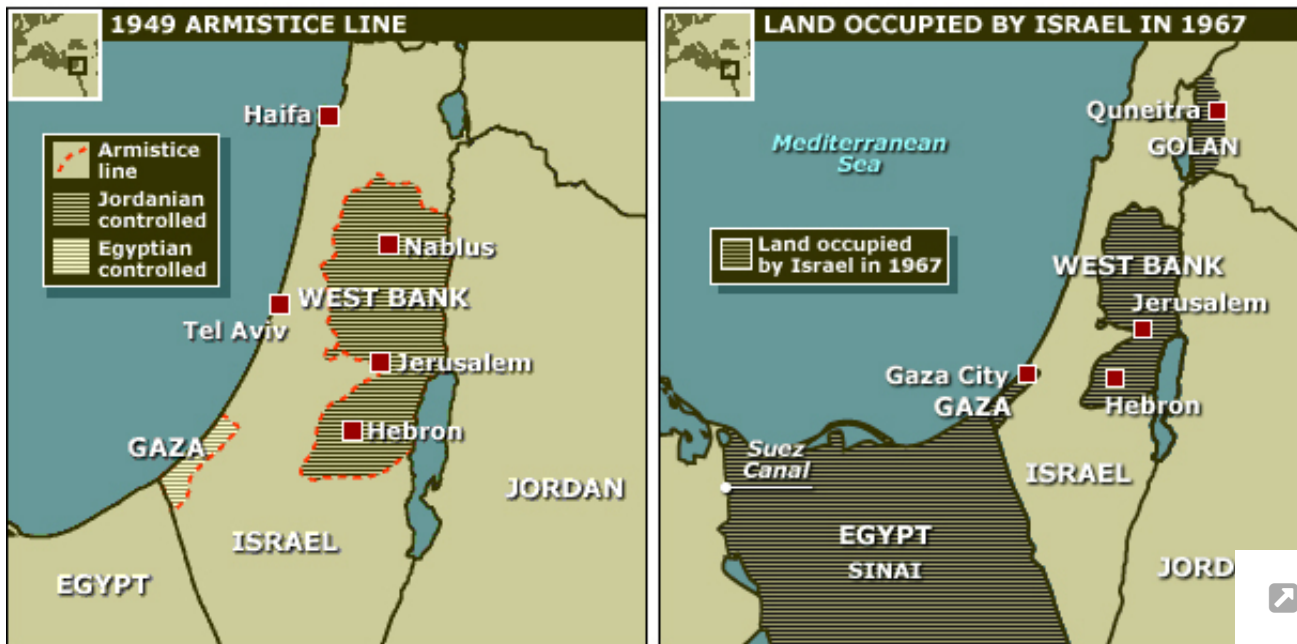 1949 ARMISTICE LINE
Haifa
Armistice
line
Jordanian
controlled
Egyptian
controlled
Nablus
WEST BANK
Tel Aviv
Jerusalem
Hebron
GAZA
JORDAN
ISRAEL
EGYPT
LAND OCCUPIED BY ISRAEL IN 1967
Quneitra
Mediterranean
Sea
GOLAN
Land occupied
by Israel in 1967
WEST BANK
Jerusalem
Gaza City
GAZA
Hebron
Suez
Canal
ISRAEL
EGYPT
SINAI
JORD